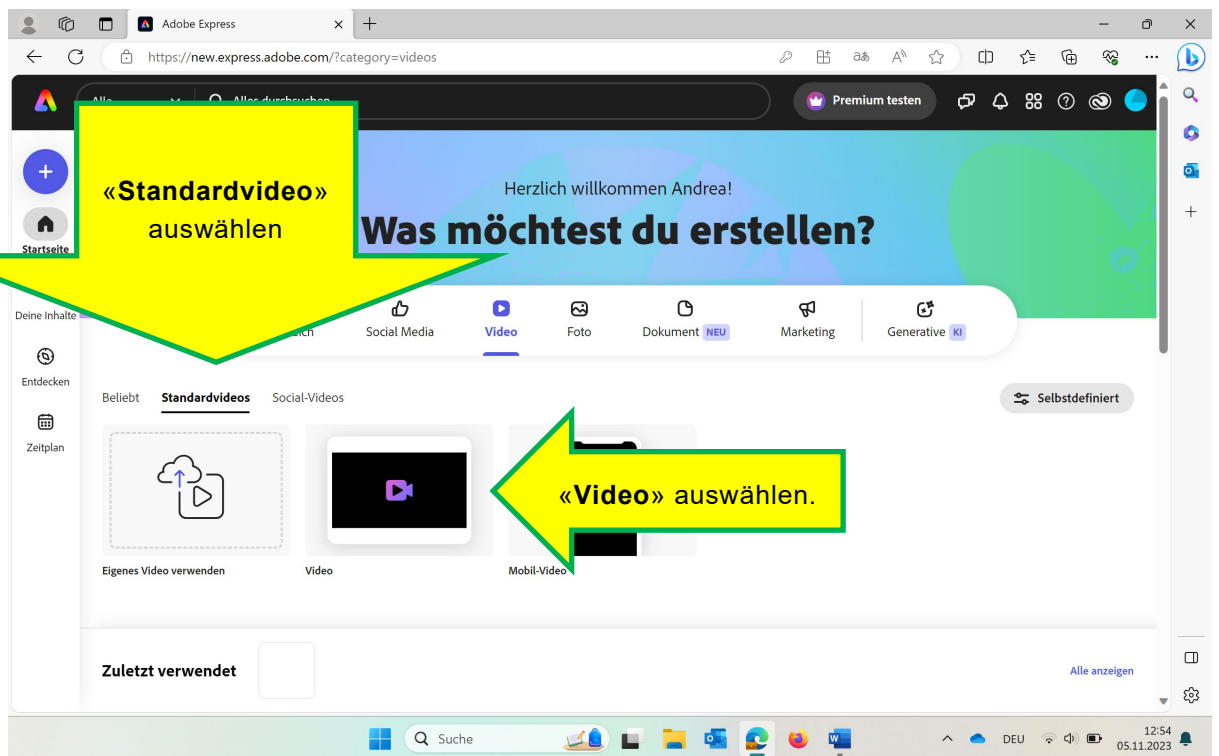 Adobe Express
https://new.express.adobe.com/?category=videos
Premium testen
«Standardvideo»
auswählen
Herzlich willkommen Andrea!
Was möchtest du erstellen?
Startseite
Deine Inhalte
Entdecken
Zeitplan
Social Media
Video
Foto
Dokument NEU
Marketing
Generative KI
Beliebt Standardvideos Social-Videos
Selbstdefiniert
«Video» auswählen.
Eigenes Video verwenden
Video
Mobil-Video
Zuletzt verwendet
Alle anzeigen
Suche
DEU
12:54
05.11.2023